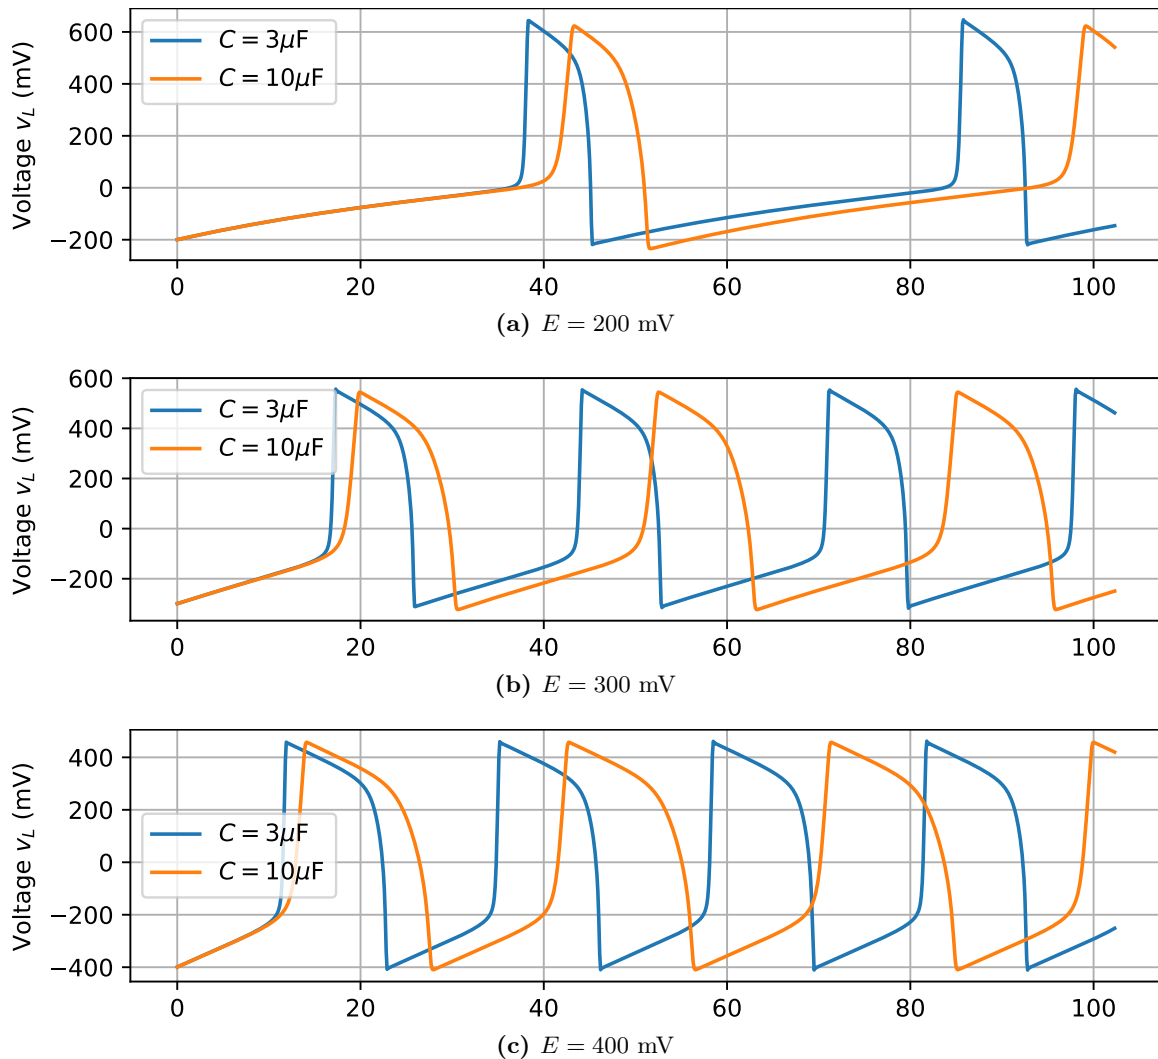 Voltage v_L (mV)
600
400
200
0
−200
C = 3μF
C = 10μF
0 20 40 60 80 100
(a) E = 200 mV
Voltage v_L (mV)
600
400
200
0
−200
C = 3μF
C = 10μF
0 20 40 60 80 100
(b) E = 300 mV
Voltage v_L (mV)
400
200
0
−200
−400
C = 3μF
C = 10μF
0 20 40 60 80 100
(c) E = 400 mV